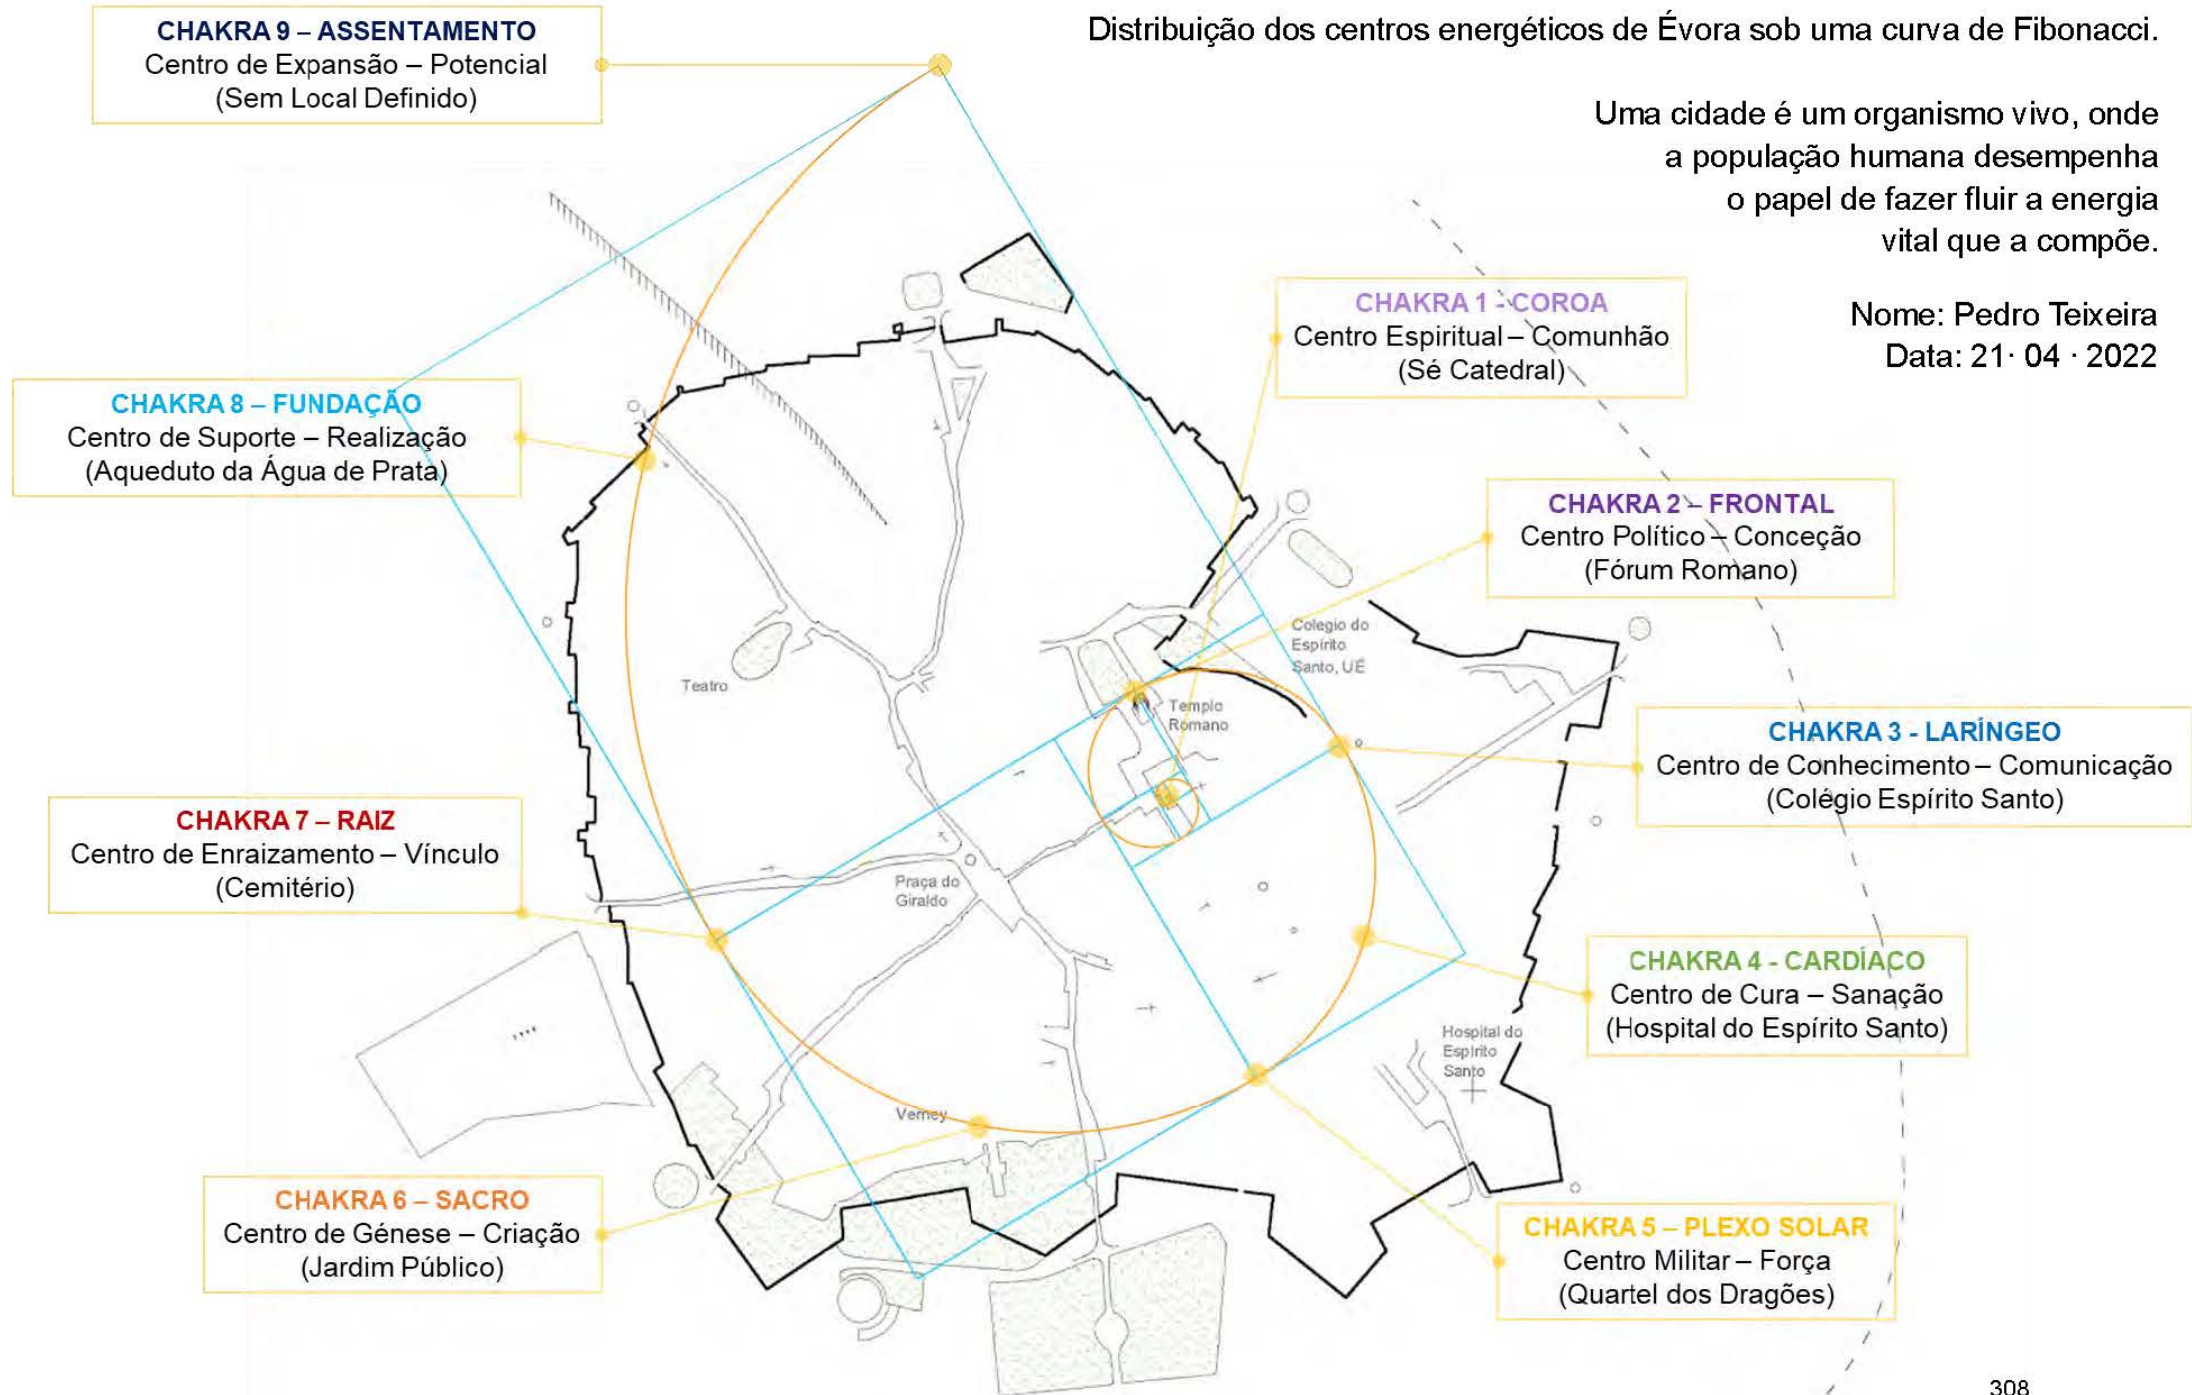 Distribuição dos centros energéticos de Évora sob uma curva de Fibonacci.
Uma cidade é um organismo vivo, onde
a população humana desempenha
o papel de fazer fluir a energia
vital que a compõe.
Nome: Pedro Teixeira
Data: 21· 04 · 2022
CHAKRA 9 – ASSENTAMENTO
Centro de Expansão – Potencial
(Sem Local Definido)
CHAKRA 1 - COROA
Centro Espiritual – Comunhão
(Sé Catedral)
CHAKRA 8 – FUNDAÇÃO
Centro de Suporte – Realização
(Aqueduto da Água de Prata)
CHAKRA 2 – FRONTAL
Centro Político – Conceção
(Fórum Romano)
Colegio do
Espírito
Santo, UÉ
Teatro
Templo
Romano
CHAKRA 3 - LARÍNGEO
Centro de Conhecimento – Comunicação
(Colégio Espírito Santo)
CHAKRA 7 – RAIZ
Centro de Enraizamento – Vínculo
(Cemitério)
Praça do
Giraldo
CHAKRA 4 - CARDÍACO
Centro de Cura – Sanação
(Hospital do Espírito Santo)
Hospital do
Espírito
Santo
Verney
CHAKRA 6 – SACRO
Centro de Génese – Criação
(Jardim Público)
CHAKRA 5 – PLEXO SOLAR
Centro Militar – Força
(Quartel dos Dragões)
308